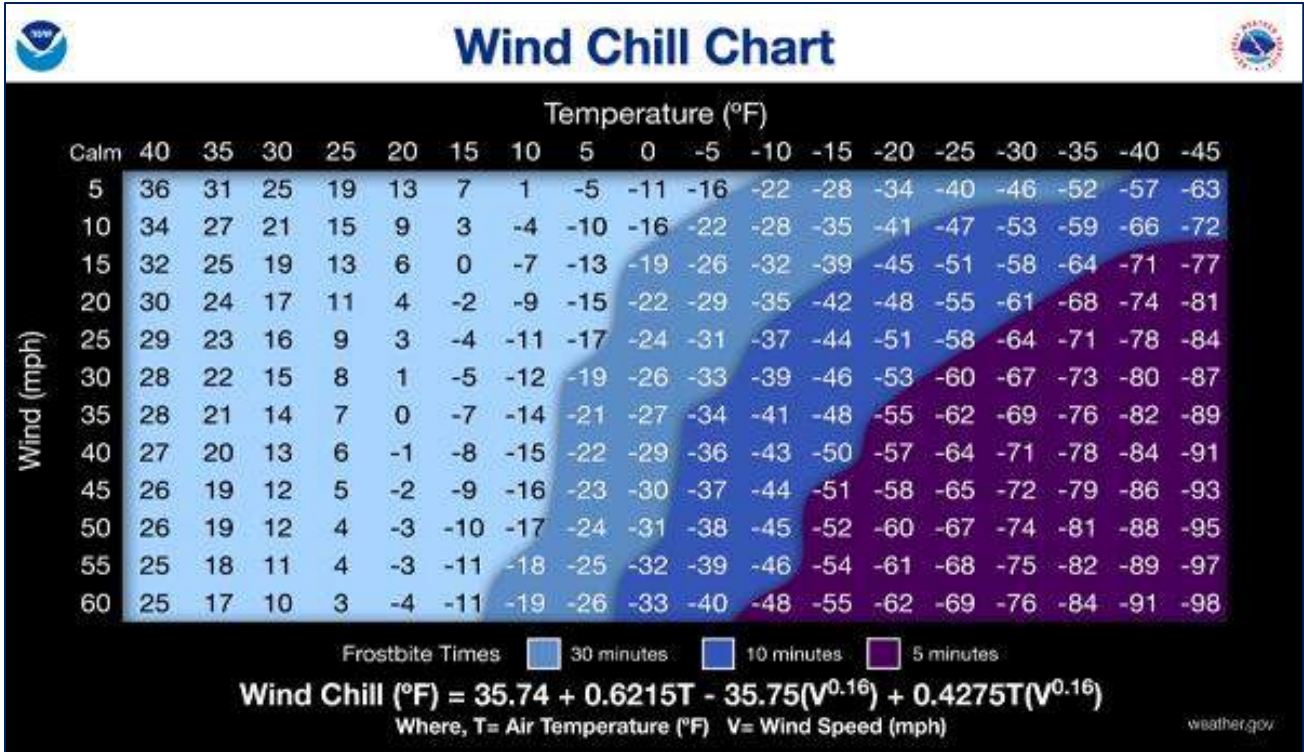 Wind Chill Chart
Temperature (ºF)
Calm 40 35 30 25 20 15 10 5 0 -5 -10 -15 -20 -25 -30 -35 -40 -45
5 36 31 25 19 13 7 1 -5 -11 -16 -22 -28 -34 -40 -46 -52 -57 -63
10 34 27 21 15 9 3 -4 -10 -16 -22 -28 -35 -41 -47 -53 -59 -66 -72
15 32 25 19 13 6 0 -7 -13 -19 -26 -32 -39 -45 -51 -58 -64 -71 -77
20 30 24 17 11 4 -2 -9 -15 -22 -29 -35 -42 -48 -55 -61 -68 -74 -81
25 29 23 16 9 3 -4 -11 -17 -24 -31 -37 -44 -51 -58 -64 -71 -78 -84
30 28 22 15 8 1 -5 -12 -19 -26 -33 -39 -46 -53 -60 -67 -73 -80 -87
35 28 21 14 7 0 -7 -14 -21 -27 -34 -41 -48 -55 -62 -69 -76 -82 -89
40 27 20 13 6 -1 -8 -15 -22 -29 -36 -43 -50 -57 -64 -71 -78 -84 -91
45 26 19 12 5 -2 -9 -16 -23 -30 -37 -44 -51 -58 -65 -72 -79 -86 -93
50 26 19 12 4 -3 -10 -17 -24 -31 -38 -45 -52 -60 -67 -74 -81 -88 -95
55 25 18 11 4 -3 -11 -18 -25 -32 -39 -46 -54 -61 -68 -75 -82 -89 -97
60 25 17 10 3 -4 -11 -19 -26 -33 -40 -48 -55 -62 -69 -76 -84 -91 -98
Wind (mph)
Frostbite Times 30 minutes 10 minutes 5 minutes
Wind Chill (ºF) = 35.74 + 0.6215T - 35.75(V0.16) + 0.4275T(V0.16)
Where, T= Air Temperature (ºF) V= Wind Speed (mph)
weather.gov